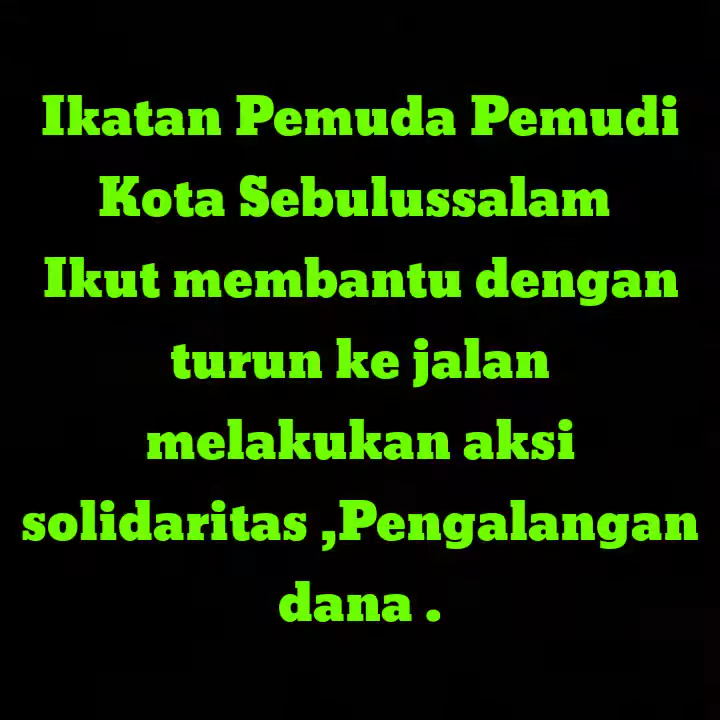 Ikatan Pemuda Pemudi
Kota Sebulussalam
Ikut membantu dengan
turun ke jalan
melakukan aksi
solidaritas ,Pengalangan
dana .